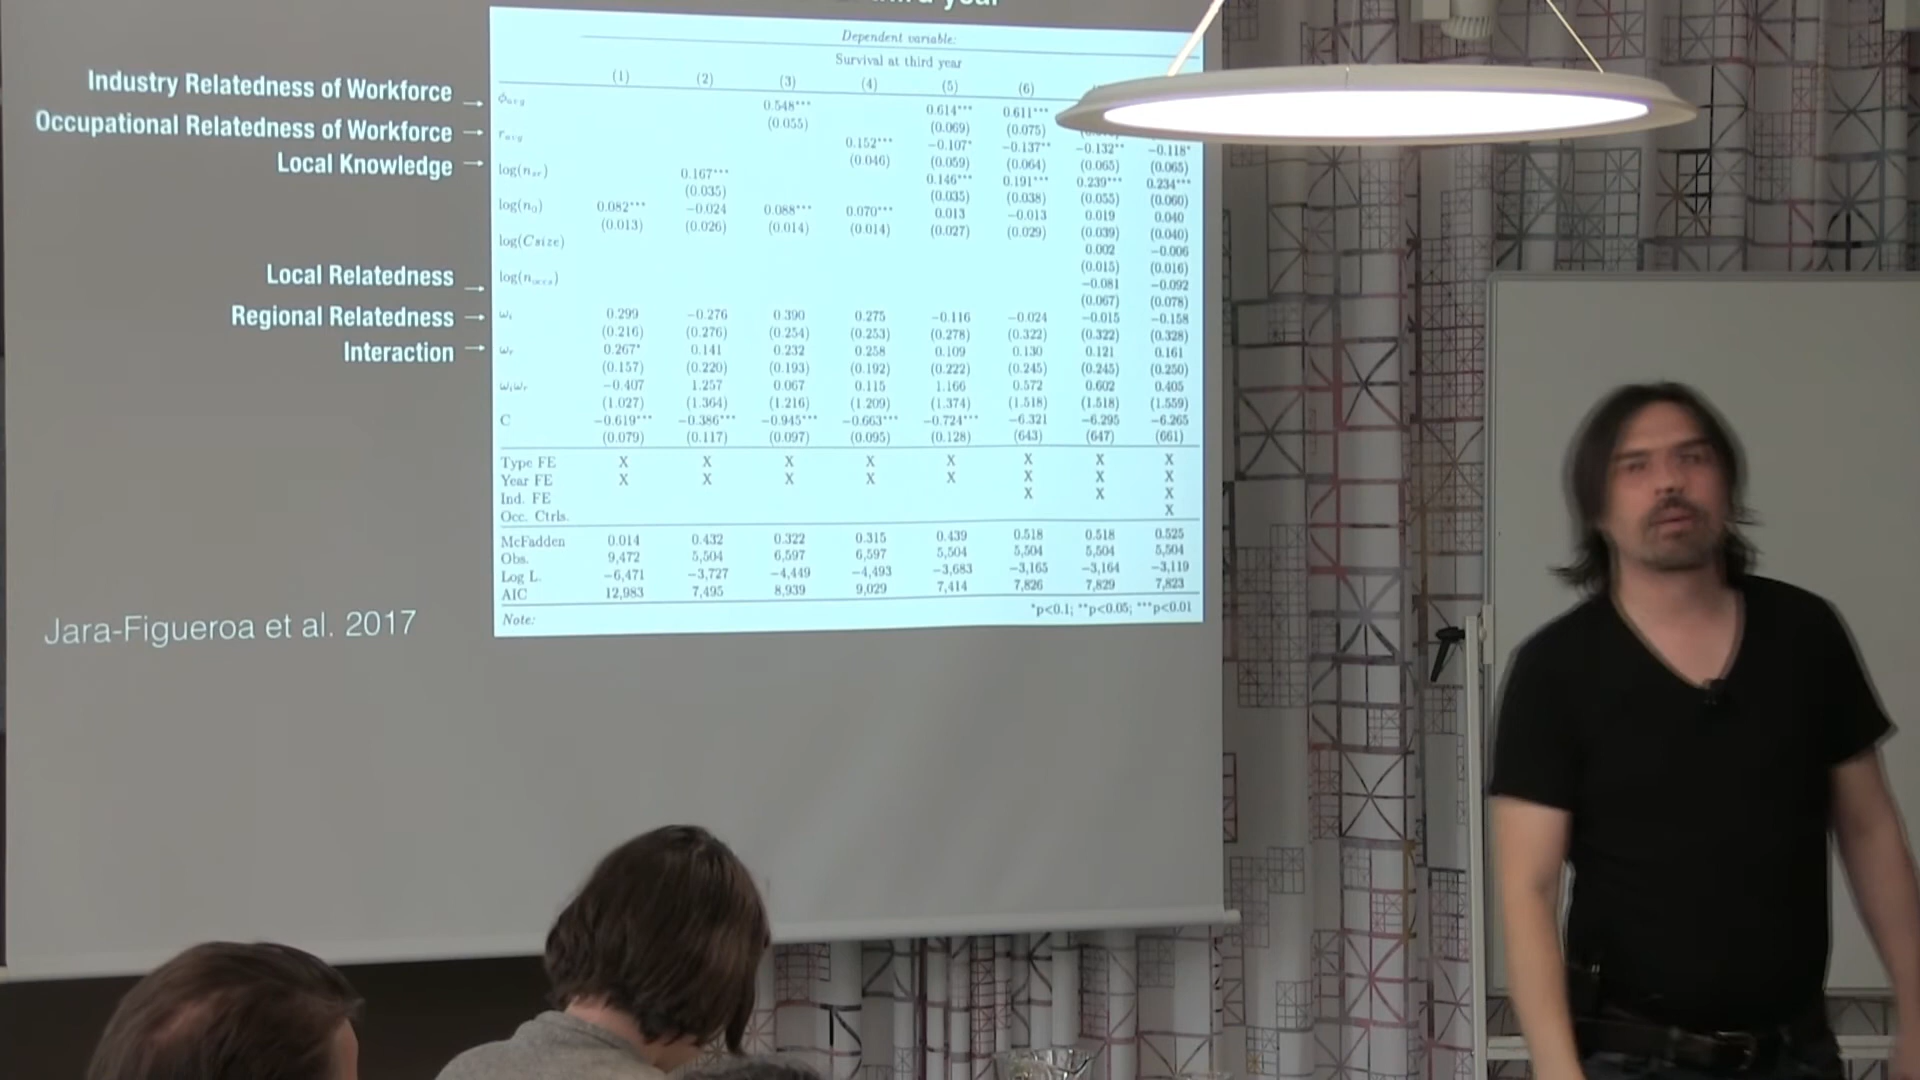 Dependent variable:
Survival at third year
(1) (2) (3) (4) (5) (6)
Industry Relatedness of Workforce → ϕavg 0.548*** 0.614*** 0.611***
(0.055) (0.069) (0.075)
Occupational Relatedness of Workforce → ravg 0.152*** −0.107* −0.137** −0.132** −0.118*
(0.046) (0.059) (0.064) (0.065) (0.065)
Local Knowledge → log(nar) 0.167*** 0.146*** 0.191*** 0.239*** 0.234***
(0.035) (0.035) (0.038) (0.055) (0.060)
log(n0) 0.082*** −0.024 0.088*** 0.070*** 0.013 −0.013 0.019 0.040
(0.013) (0.026) (0.014) (0.014) (0.027) (0.029) (0.039) (0.040)
log(Csize) 0.002 −0.006
(0.015) (0.016)
log(noccs) −0.081 −0.092
(0.067) (0.078)
Local Relatedness → ωi 0.299 −0.276 0.390 0.275 −0.116 −0.024 −0.015 −0.158
(0.216) (0.276) (0.254) (0.253) (0.278) (0.322) (0.322) (0.328)
Regional Relatedness → ωr 0.267* 0.141 0.232 0.258 0.109 0.130 0.121 0.161
(0.157) (0.220) (0.193) (0.192) (0.222) (0.245) (0.245) (0.250)
Interaction → ωiωr −0.407 1.257 0.067 0.115 1.166 0.572 0.602 0.405
(1.027) (1.364) (1.216) (1.209) (1.374) (1.518) (1.518) (1.559)
C −0.619*** −0.386*** −0.945*** −0.663*** −0.724*** −6.321 −6.295 −6.265
(0.079) (0.117) (0.097) (0.095) (0.128) (643) (647) (661)
Type FE X X X X X X X X
Year FE X X X X X X X X
Ind. FE X X X
Occ. Ctrls. X
McFadden 0.014 0.432 0.322 0.315 0.439 0.518 0.518 0.525
Obs. 9,472 5,504 6,597 6,597 5,504 5,504 5,504 5,504
Log L. −6,471 −3,727 −4,449 −4,493 −3,683 −3,165 −3,164 −3,119
AIC 12,983 7,495 8,939 9,029 7,414 7,826 7,829 7,823
Note: *p<0.1; **p<0.05; ***p<0.01
Jara-Figueroa et al. 2017